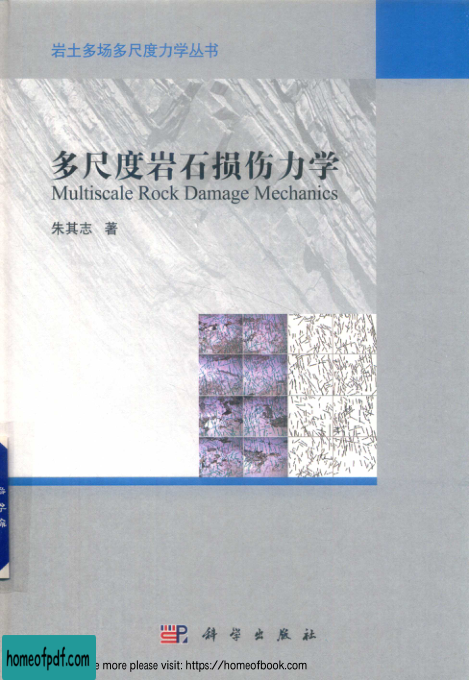 岩土多场多尺度力学丛书
多尺度岩石损伤力学
Multiscale Rock Damage Mechanics
朱其志 著
科学出版社
homeofpdf.com
e more please visit: https://homeofbook.com